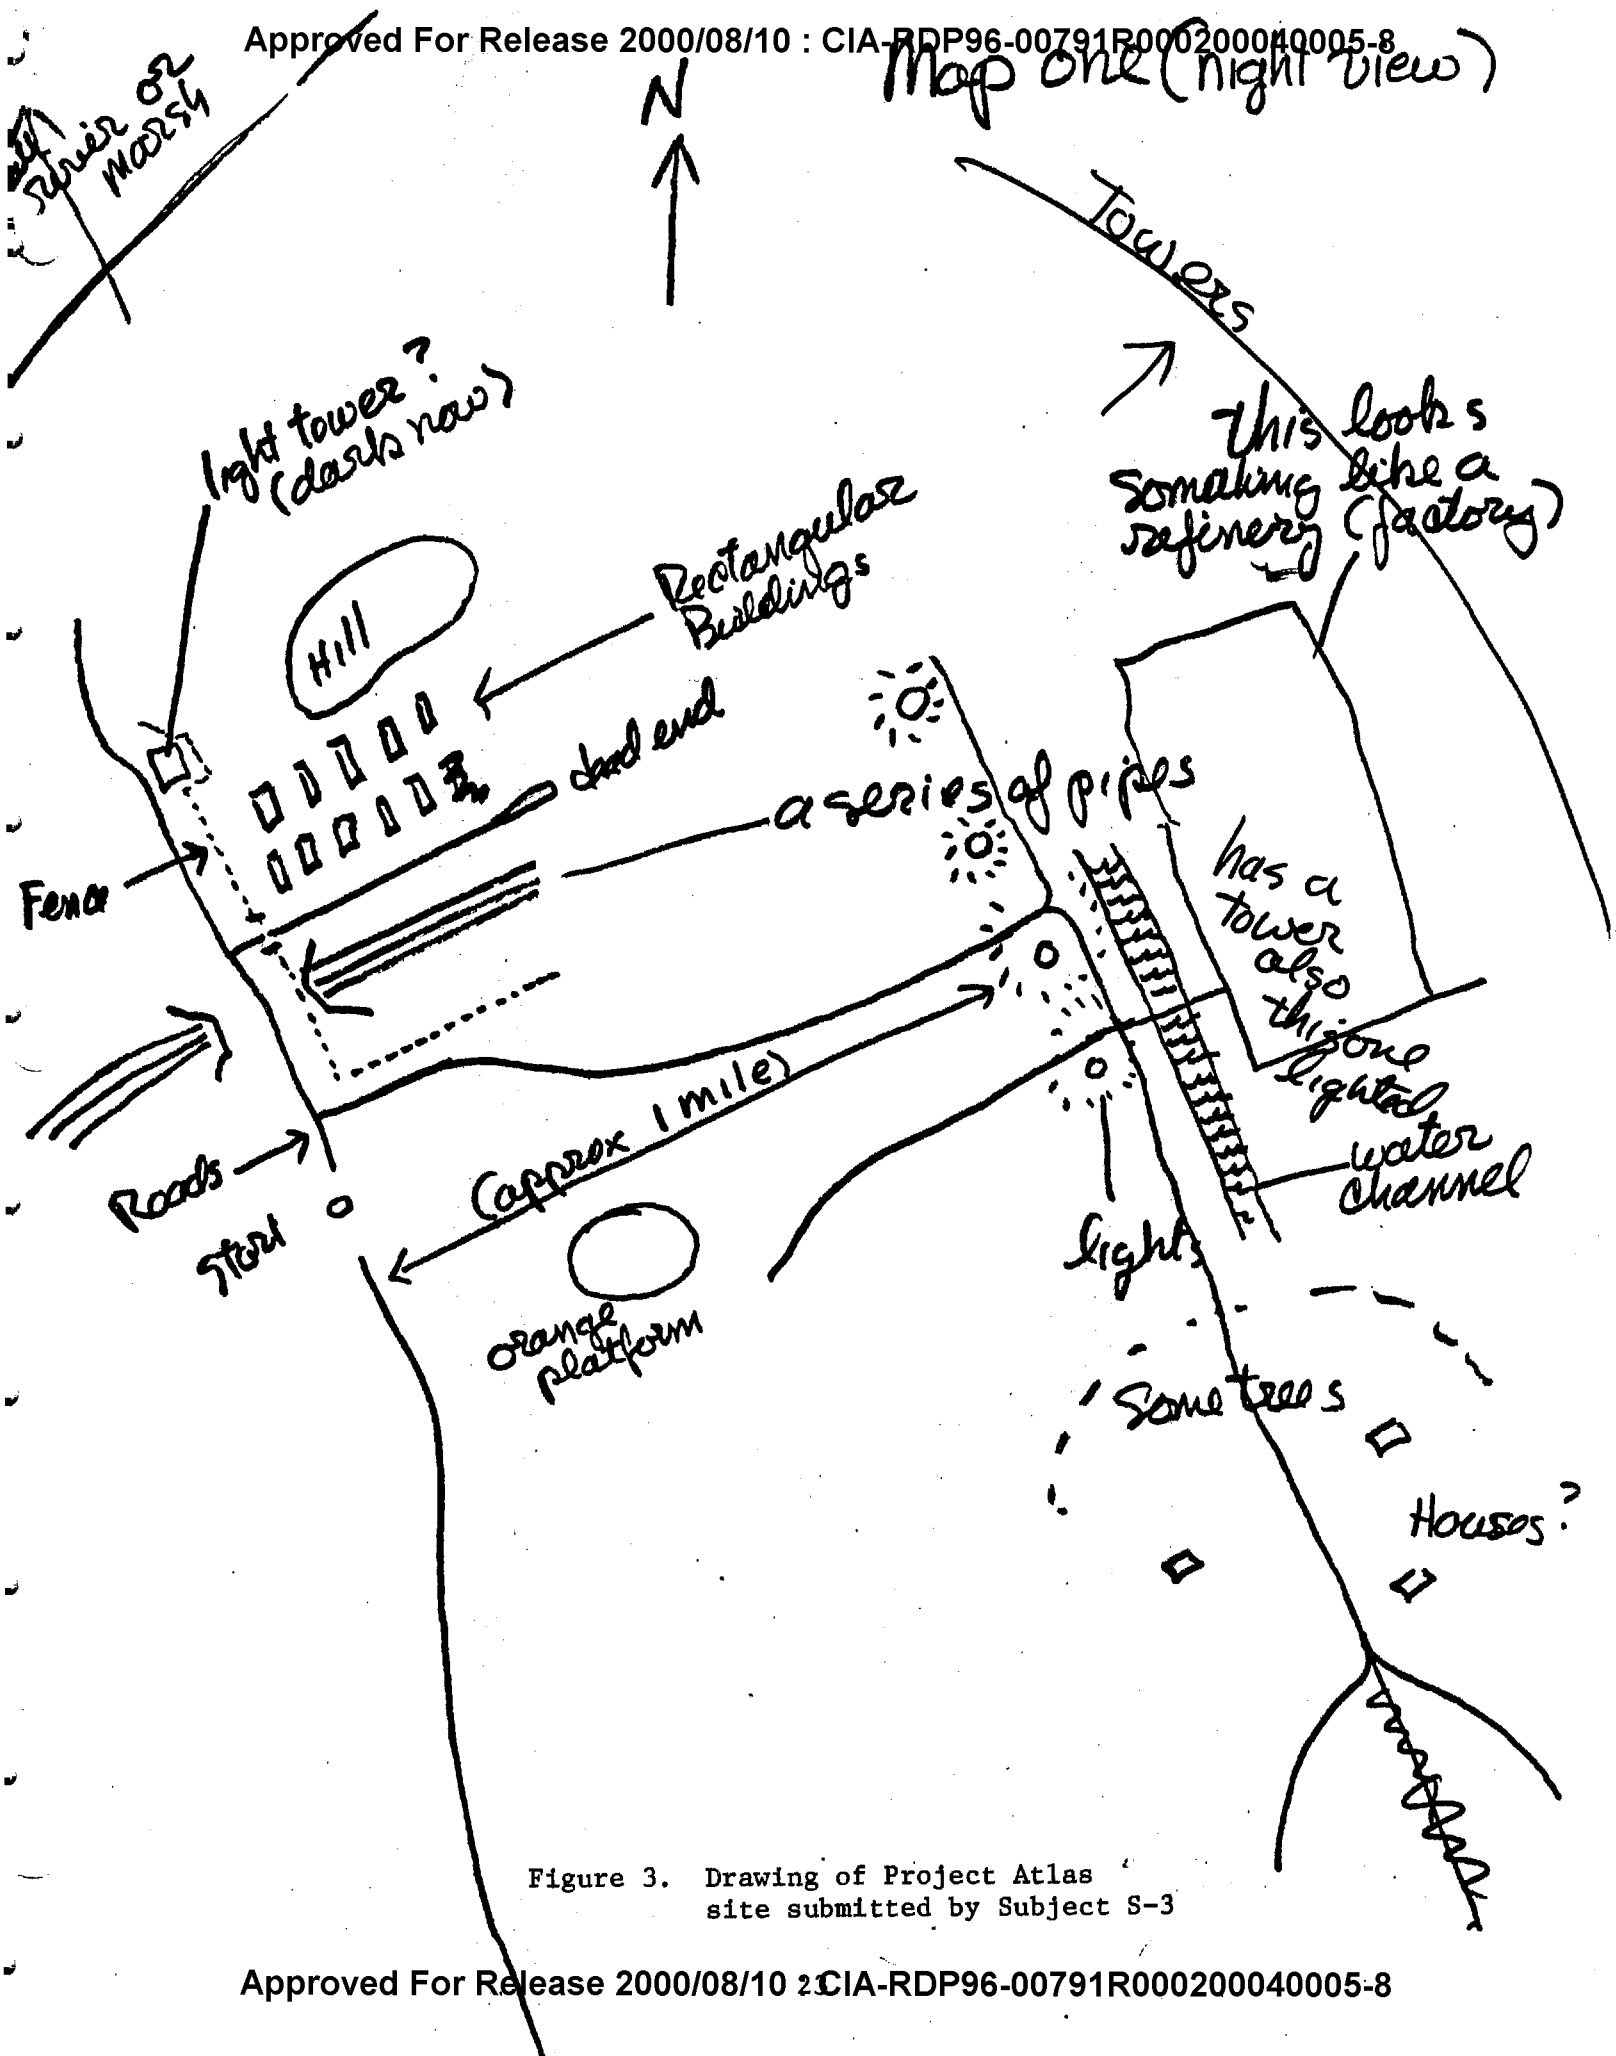 Approved For Release 2000/08/10 : CIA-RDP96-00791R000200040005-8
Map one (night view)
N
or
marsh
Towers
light tower?
(dark now)
this looks
somaking like a
refinery (factory)
Hill
Rectangular
Buildings
dead end
a series of pipes
Fence
has a
tower
also
this one
lighted
water
channel
(approx 1 mile)
Roads
start
orange
platform
lights
Some trees
Houses?
Figure 3. Drawing of Project Atlas
site submitted by Subject S-3
Approved For Release 2000/08/10 : CIA-RDP96-00791R000200040005-8